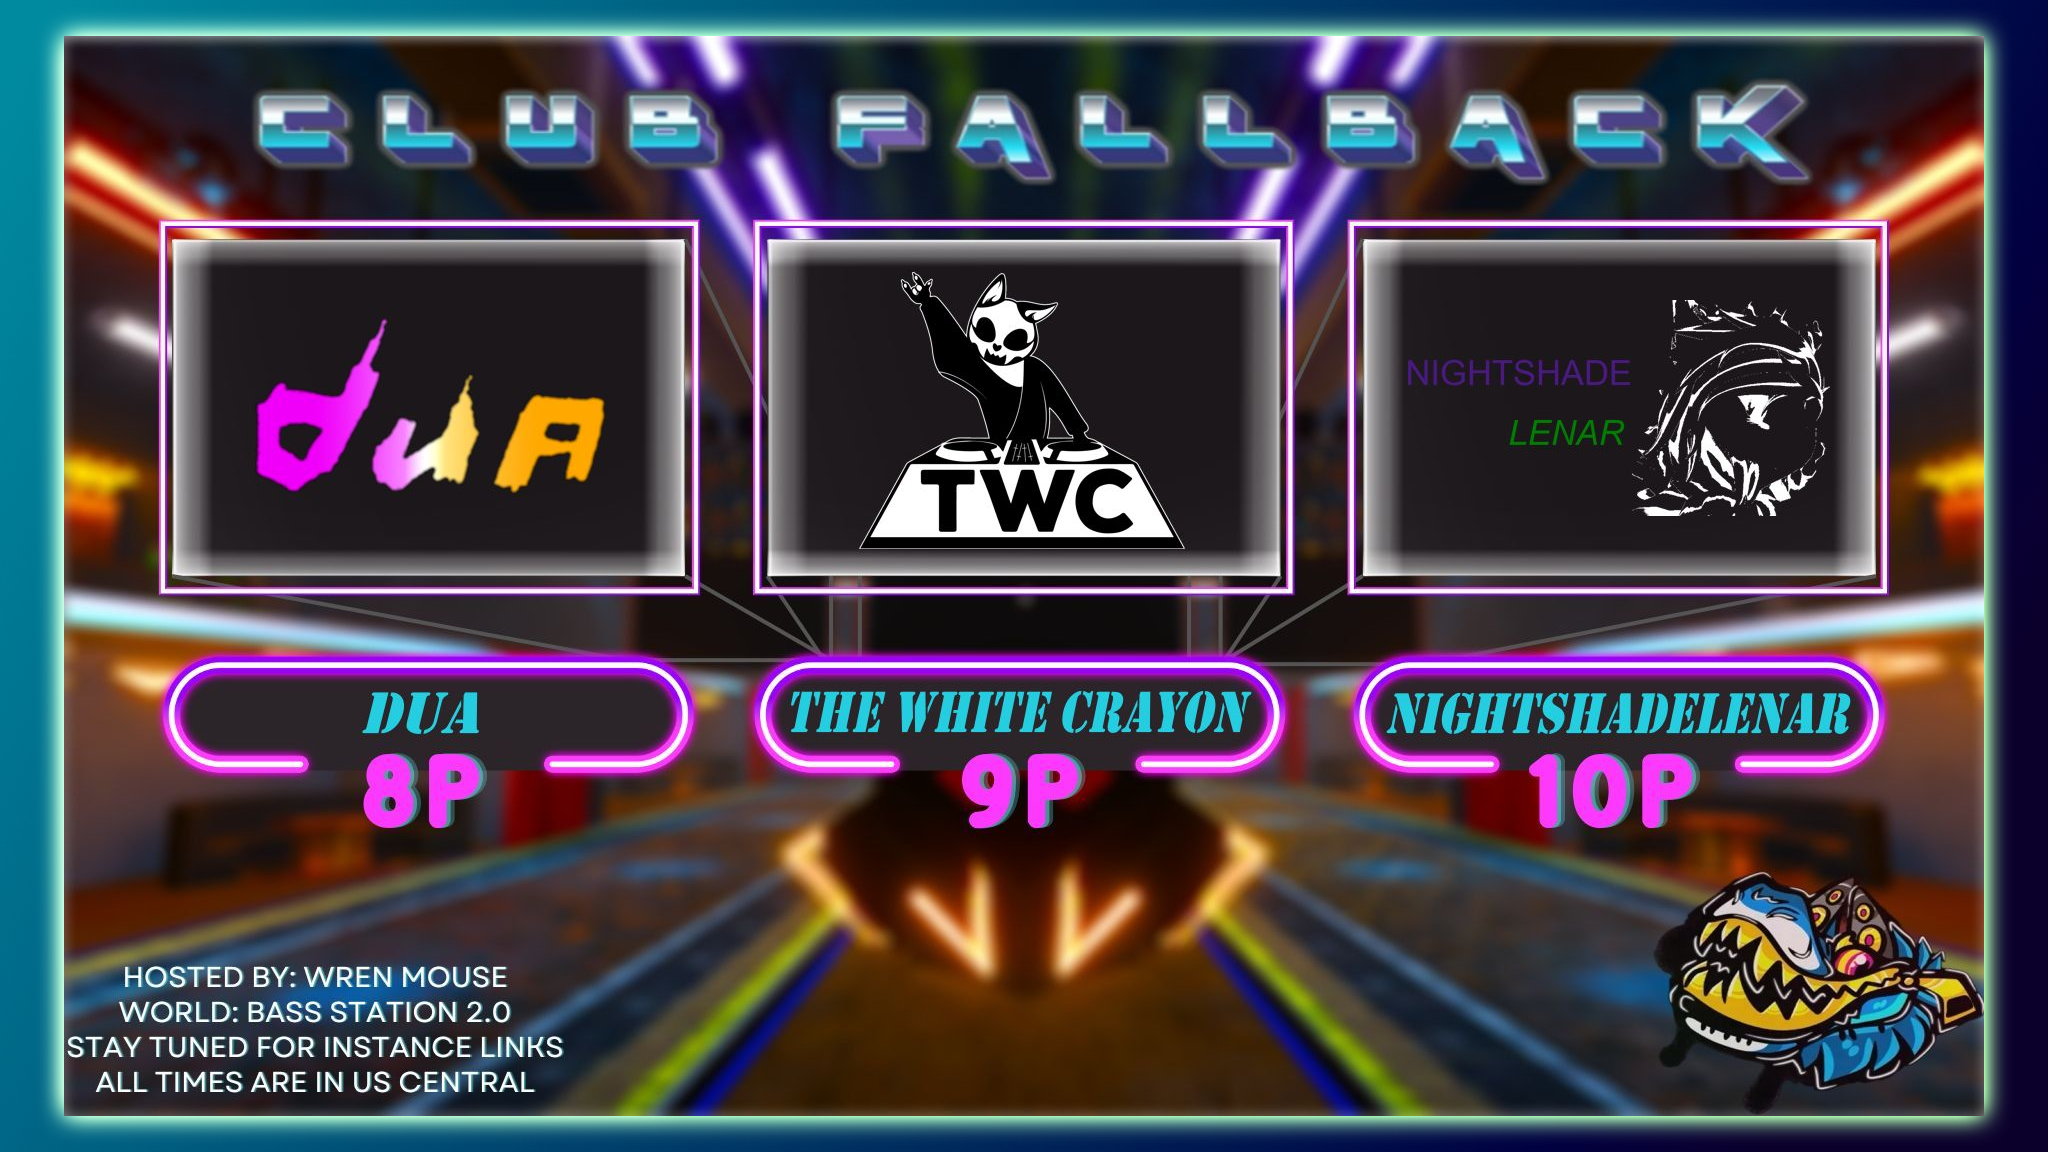 CLUB FALLBACK
dUA
TWC
NIGHTSHADE
LENAR
DUA
8P
THE WHITE CRAYON
9P
NIGHTSHADELENAR
10P
HOSTED BY: WREN MOUSE
WORLD: BASS STATION 2.0
STAY TUNED FOR INSTANCE LINKS
ALL TIMES ARE IN US CENTRAL